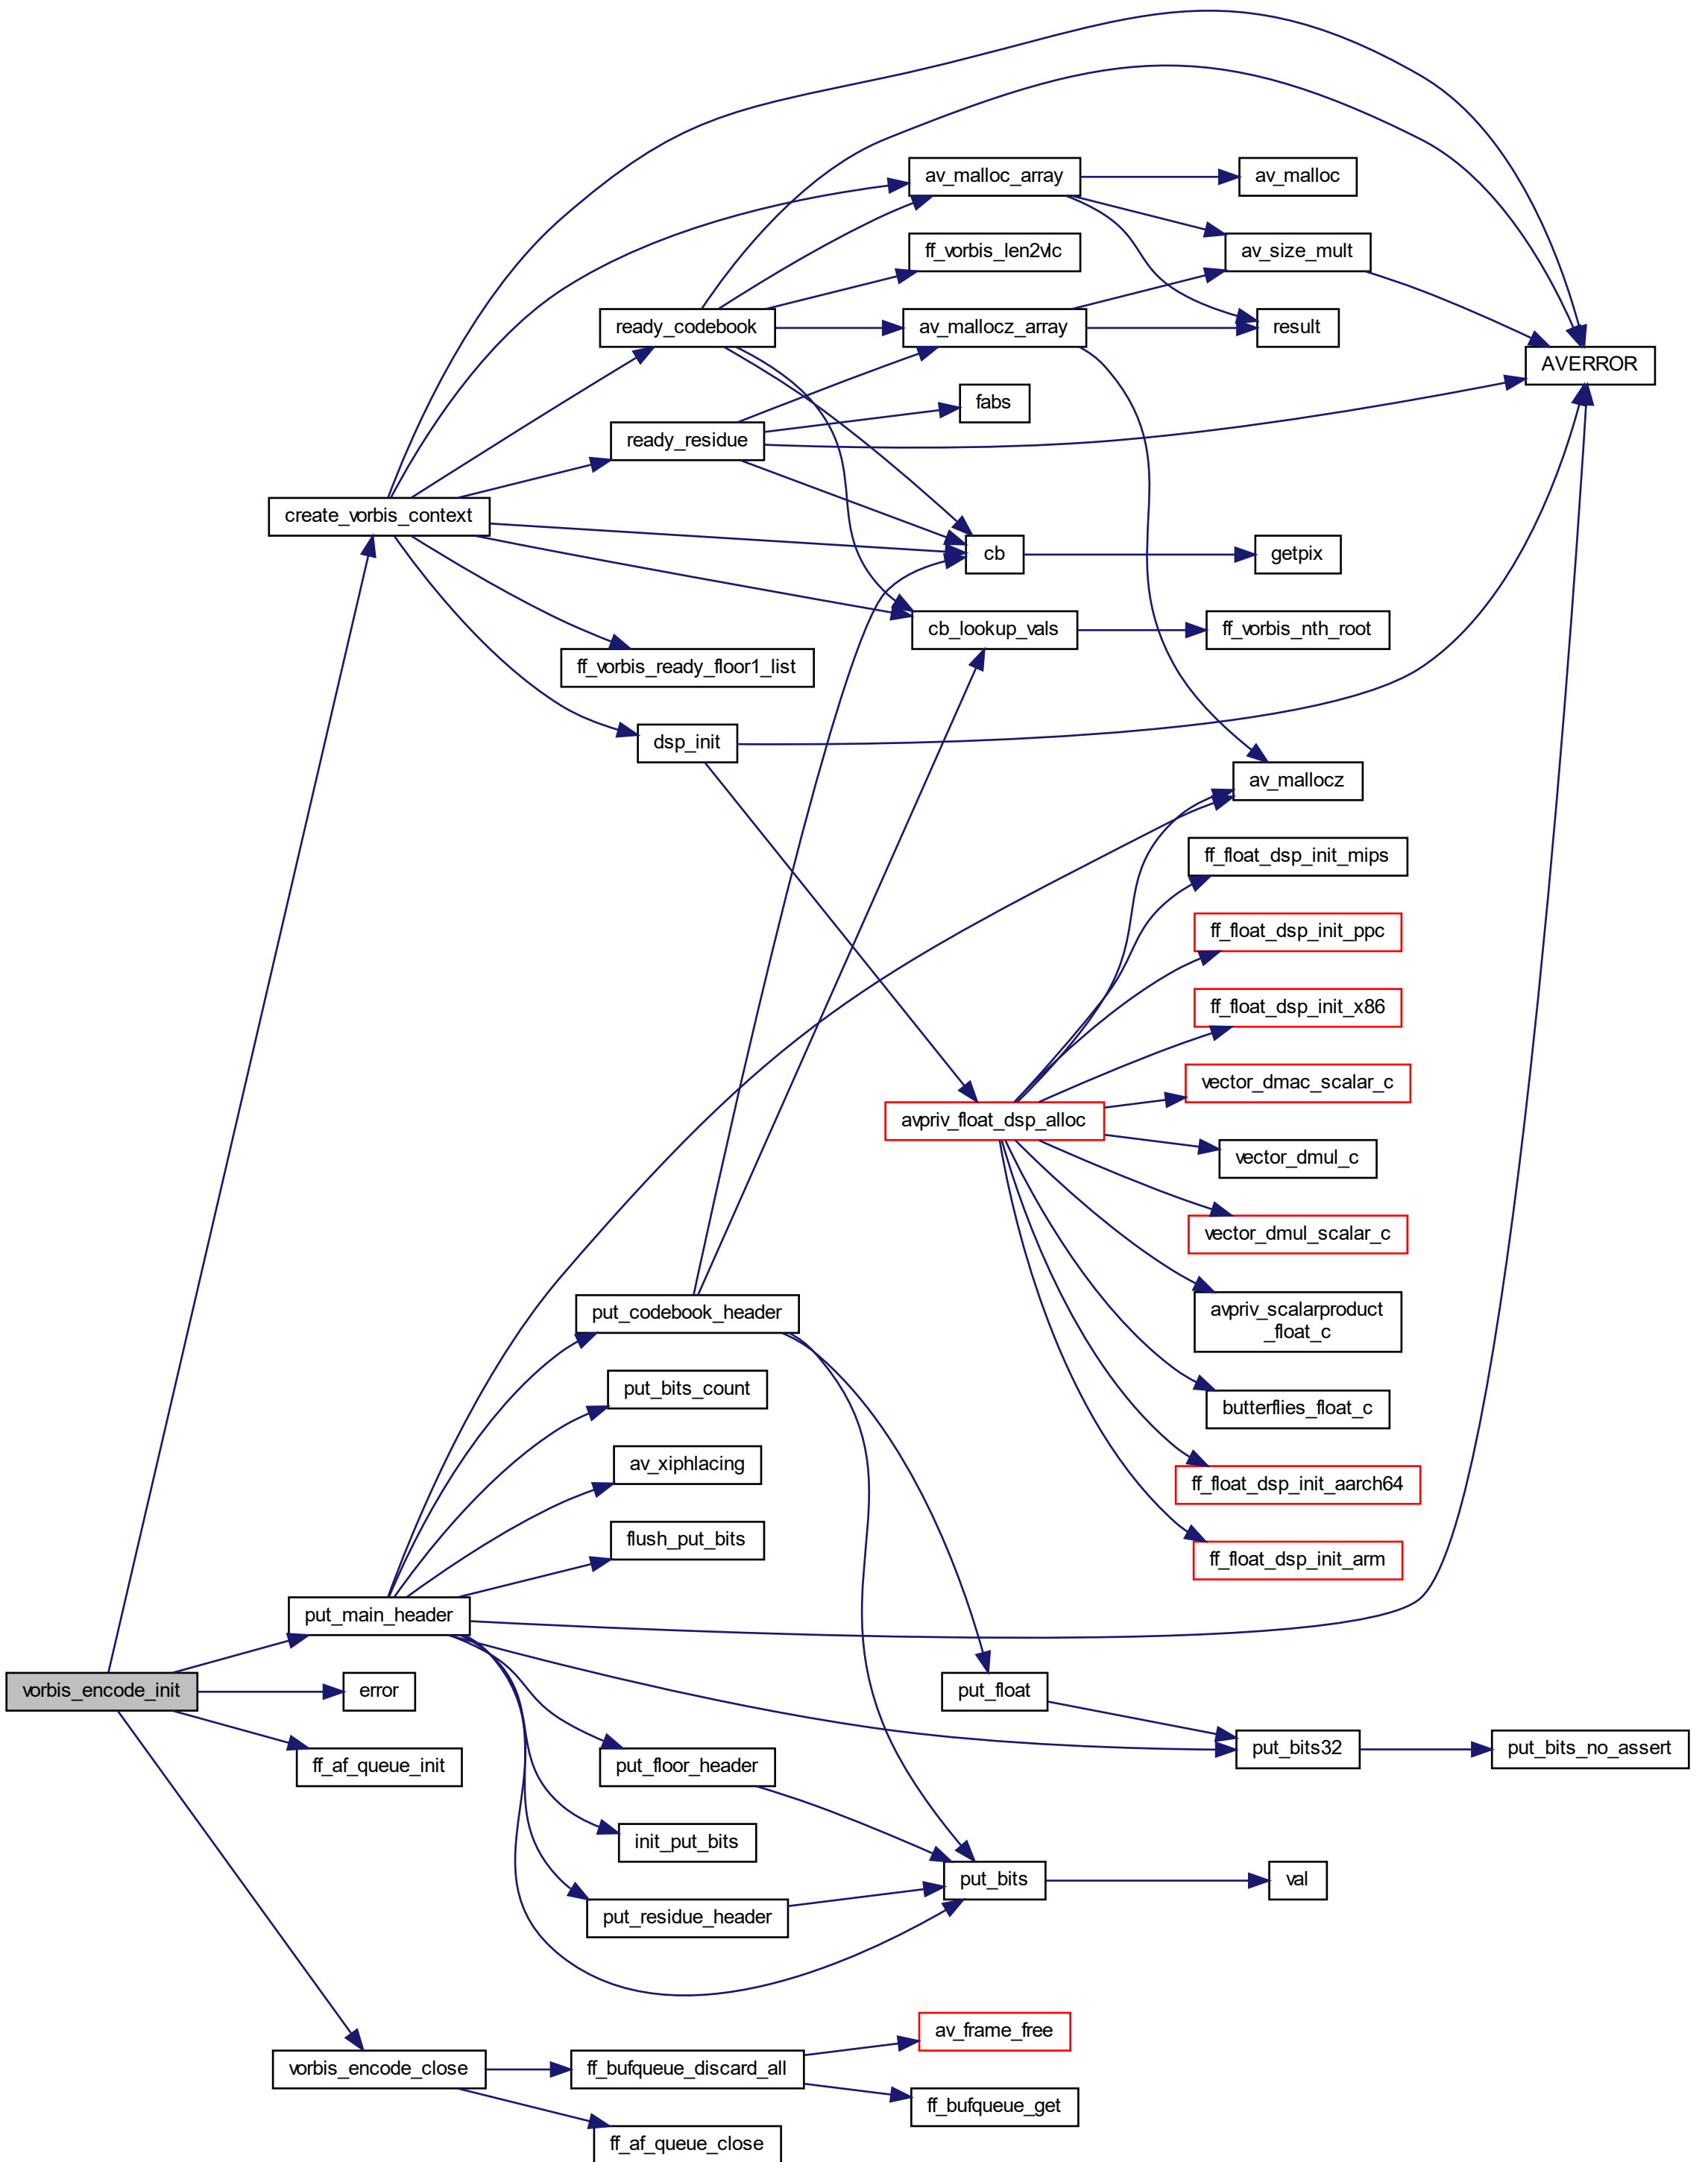 av_malloc_array
av_malloc
ff_vorbis_len2vlc
av_size_mult
ready_codebook
av_mallocz_array
result
AVERROR
fabs
ready_residue
create_vorbis_context
cb
getpix
cb_lookup_vals
ff_vorbis_nth_root
ff_vorbis_ready_floor1_list
dsp_init
av_mallocz
ff_float_dsp_init_mips
ff_float_dsp_init_ppc
ff_float_dsp_init_x86
vector_dmac_scalar_c
avpriv_float_dsp_alloc
vector_dmul_c
vector_dmul_scalar_c
avpriv_scalarproduct
_float_c
put_codebook_header
put_bits_count
butterflies_float_c
av_xiphlacing
ff_float_dsp_init_aarch64
flush_put_bits
ff_float_dsp_init_arm
put_main_header
vorbis_encode_init
error
put_float
ff_af_queue_init
put_floor_header
put_bits32
put_bits_no_assert
init_put_bits
put_bits
val
put_residue_header
av_frame_free
vorbis_encode_close
ff_bufqueue_discard_all
ff_bufqueue_get
ff_af_queue_close